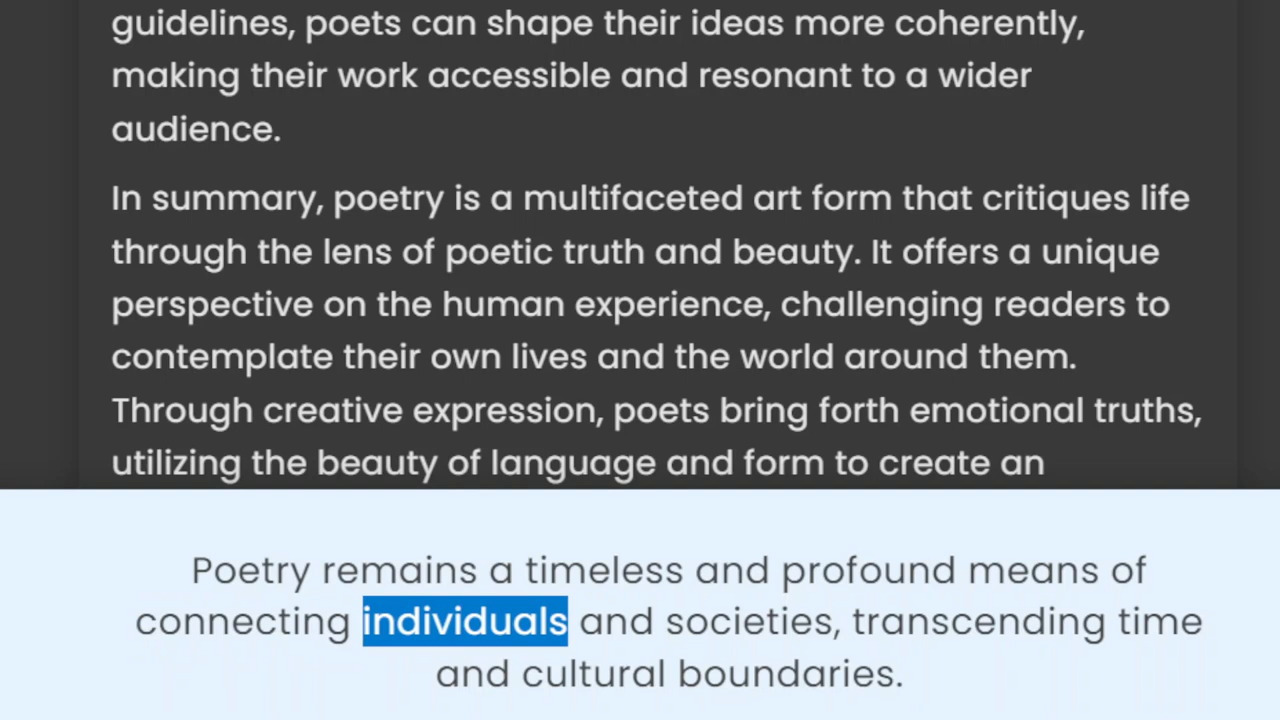 guidelines, poets can shape their ideas more coherently,
making their work accessible and resonant to a wider
audience.
In summary, poetry is a multifaceted art form that critiques life
through the lens of poetic truth and beauty. It offers a unique
perspective on the human experience, challenging readers to
contemplate their own lives and the world around them.
Through creative expression, poets bring forth emotional truths,
utilizing the beauty of language and form to create an
Poetry remains a timeless and profound means of
connecting individuals and societies, transcending time
and cultural boundaries.